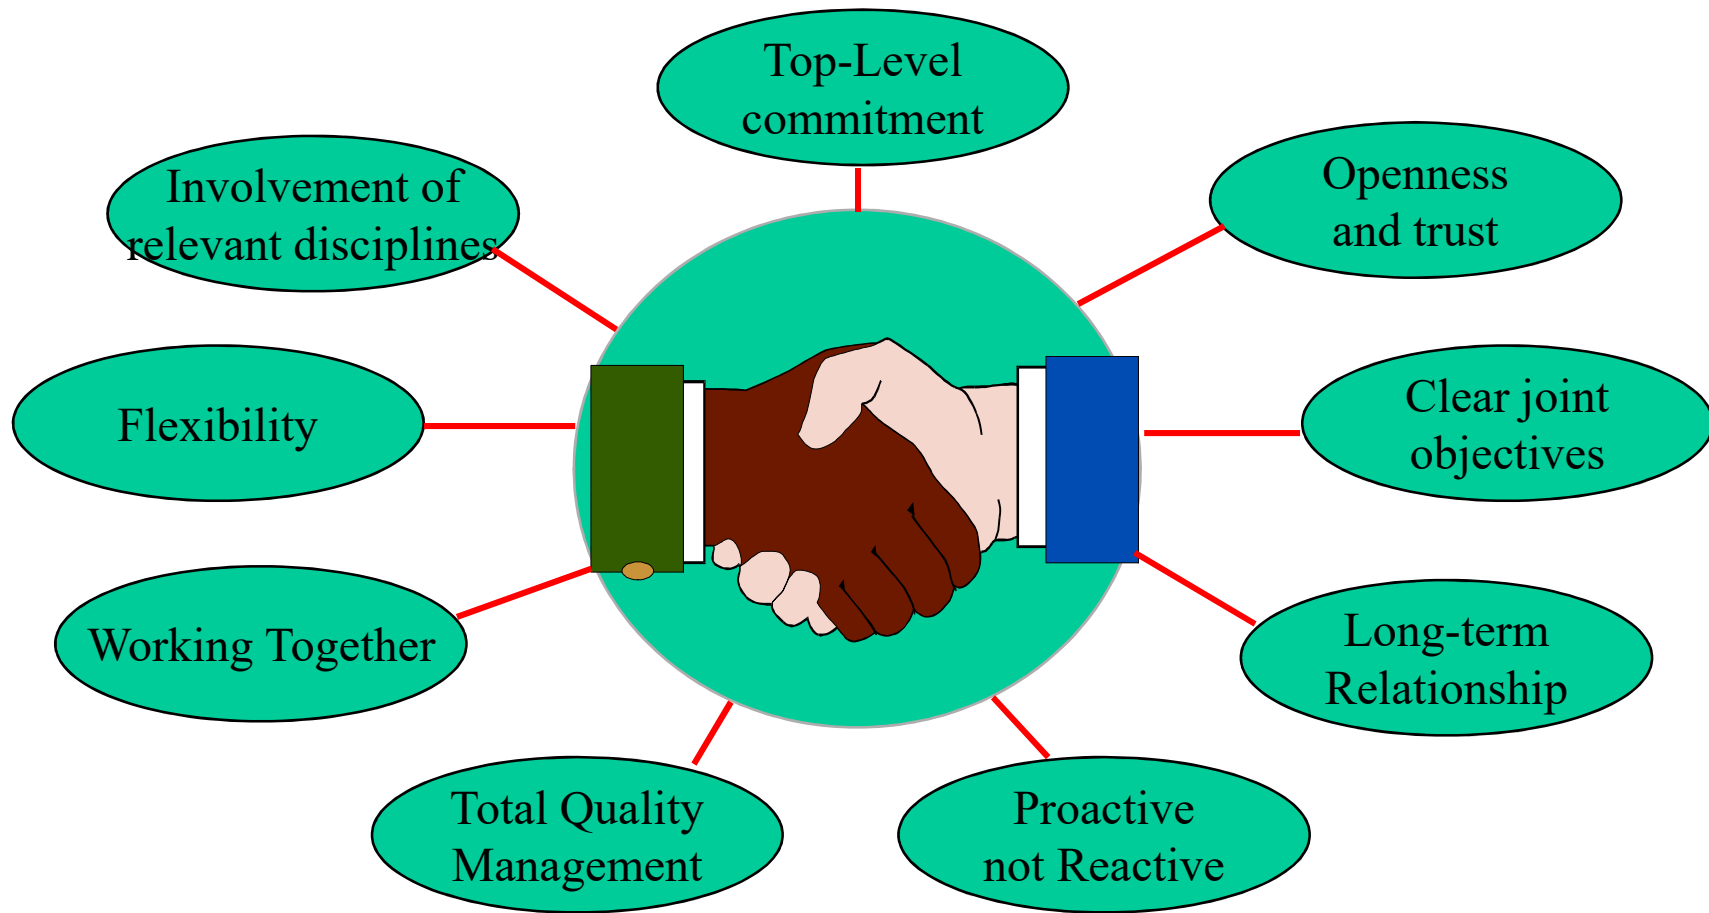 Top-Level
commitment
Openness
and trust
Clear joint
objectives
Long-term
Relationship
Proactive
not Reactive
Total Quality
Management
Working Together
Flexibility
Involvement of
relevant disciplines